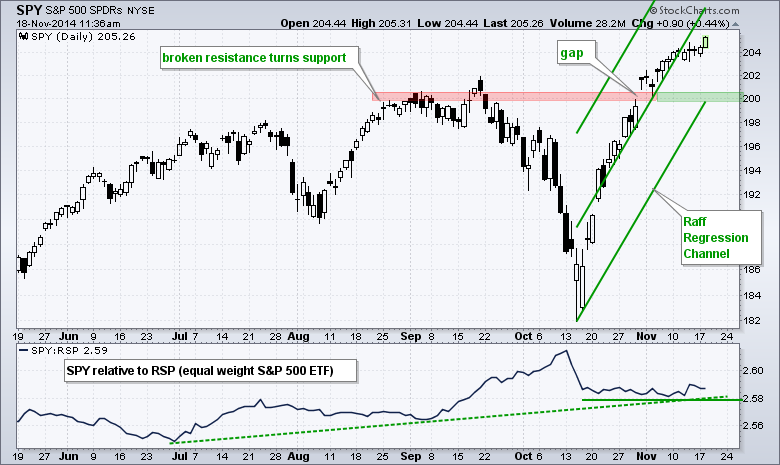 SPY S&P 500 SPDRs NYSE
© StockCharts.com
18-Nov-2014 11:36am
Open 204.44 High 205.31 Low 204.44 Last 205.26 Volume 28.2M Chg +0.90 (+0.44%)
SPY (Daily) 205.26
broken resistance turns support
gap
204
202
200
198
196
194
192
190
188
186
184
182
Raff
Regression
Channel
19 27 Jun 9 16 23 Jul 7 14 21 Aug 11 18 25 Sep 8 15 22 Oct 6 13 20 27 Nov 10 17 24
SPY:RSP 2.59
SPY relative to RSP (equal weight S&P 500 ETF)
2.60
2.58
2.56
19 27 Jun 9 16 23 Jul 7 14 21 Aug 11 18 25 Sep 8 15 22 Oct 6 13 20 27 Nov 10 17 24